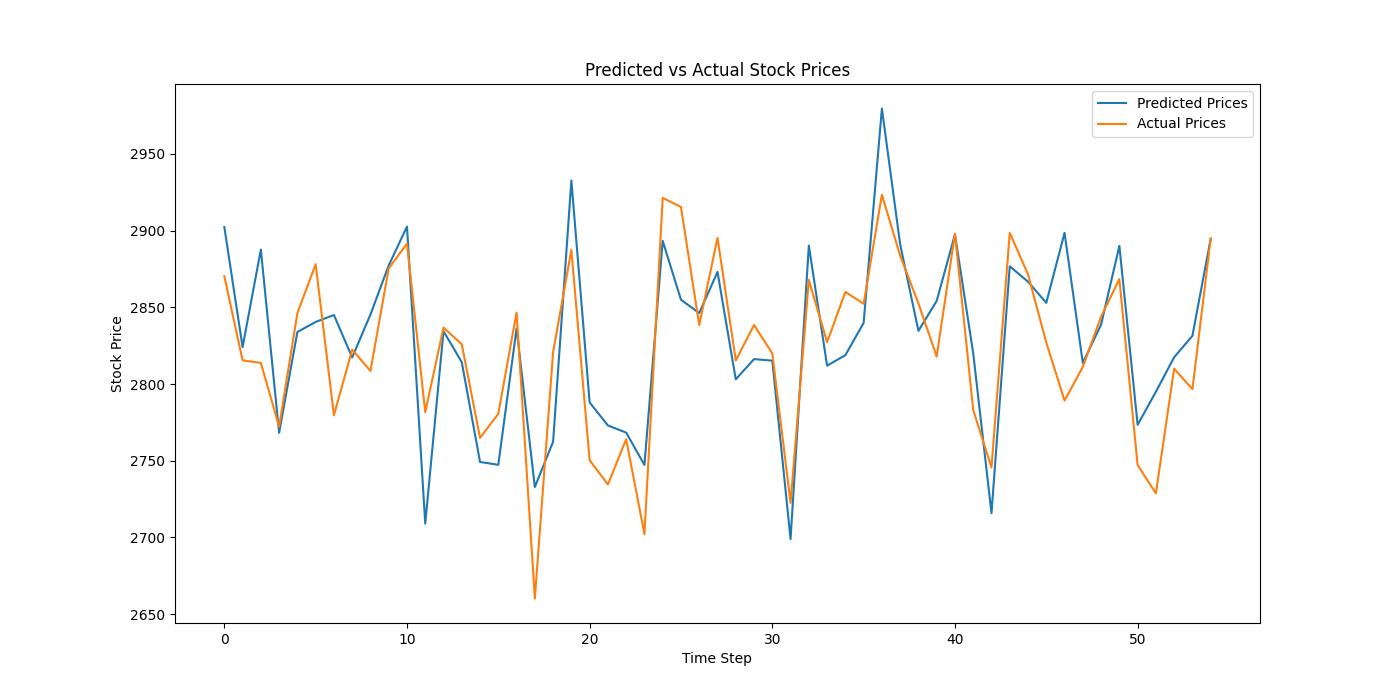 Predicted vs Actual Stock Prices
Predicted Prices
Actual Prices
Stock Price
2950
2900
2850
2800
2750
2700
2650
0 10 20 30 40 50
Time Step